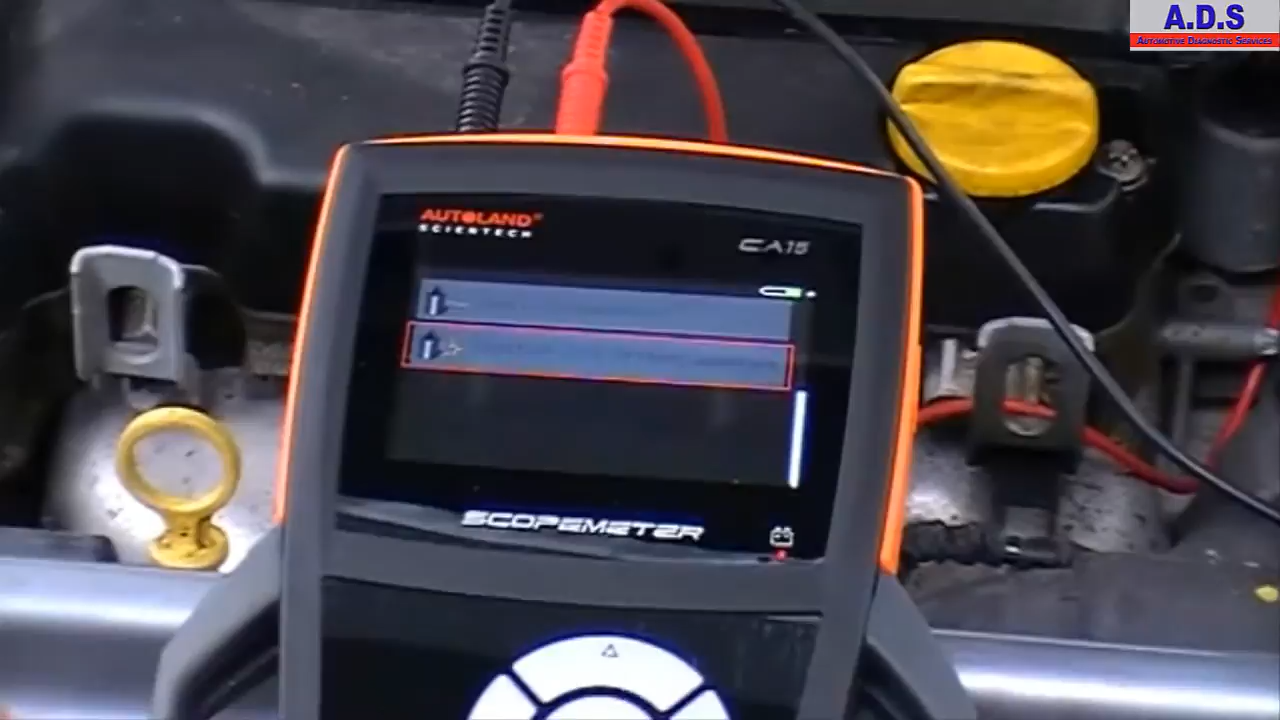 A.D.S
Automotive Diagnostic Services
AUTOLAND
SCIENTECH
CA15
SCOPEMETER